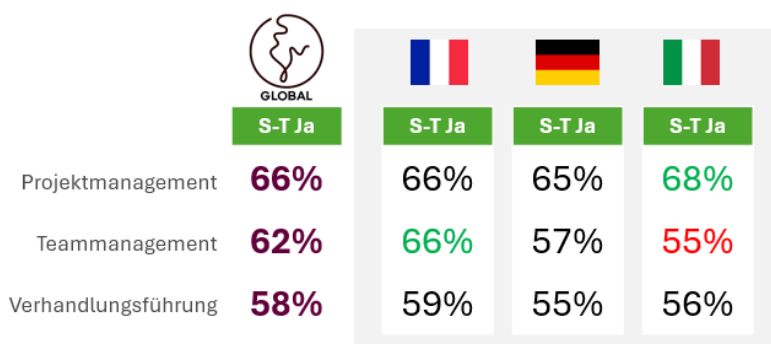 GLOBAL
S-T Ja S-T Ja S-T Ja S-T Ja
Projektmanagement 66% 66% 65% 68%
Teammanagement 62% 66% 57% 55%
Verhandlungsführung 58% 59% 55% 56%